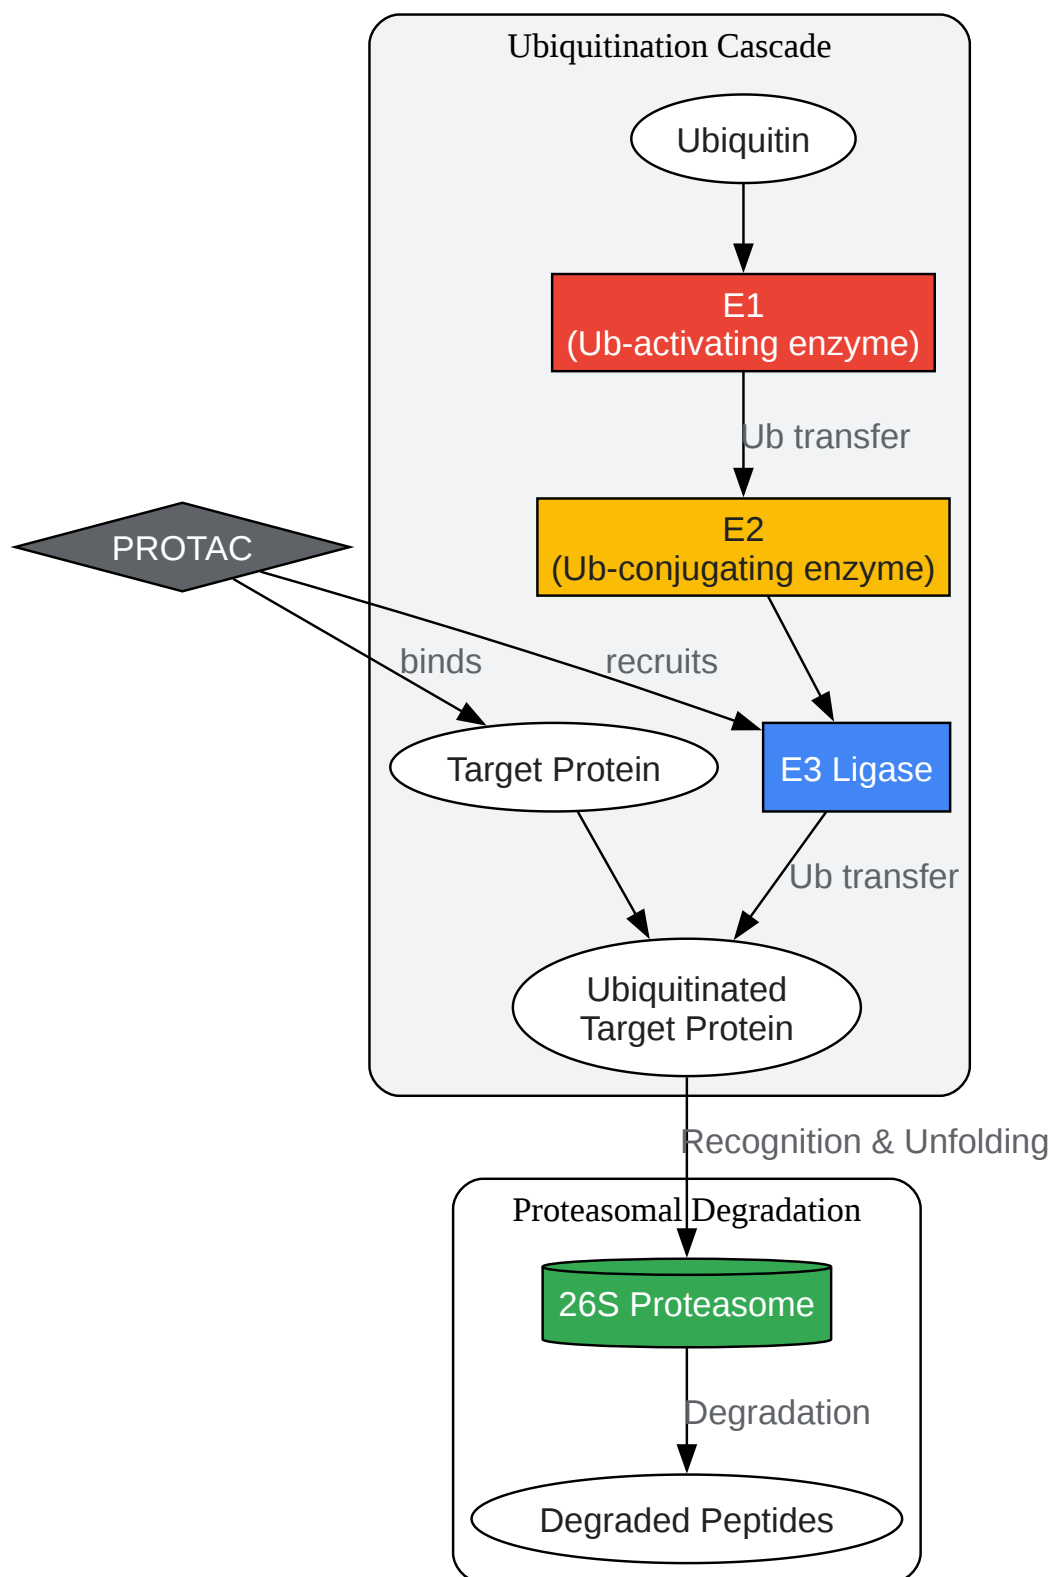 Ubiquitination Cascade
Ubiquitin
E1
(Ub-activating enzyme)
Ub transfer
E2
(Ub-conjugating enzyme)
PROTAC
binds
recruits
Target Protein
E3 Ligase
Ub transfer
Ubiquitinated
Target Protein
Recognition & Unfolding
Proteasomal Degradation
26S Proteasome
Degradation
Degraded Peptides